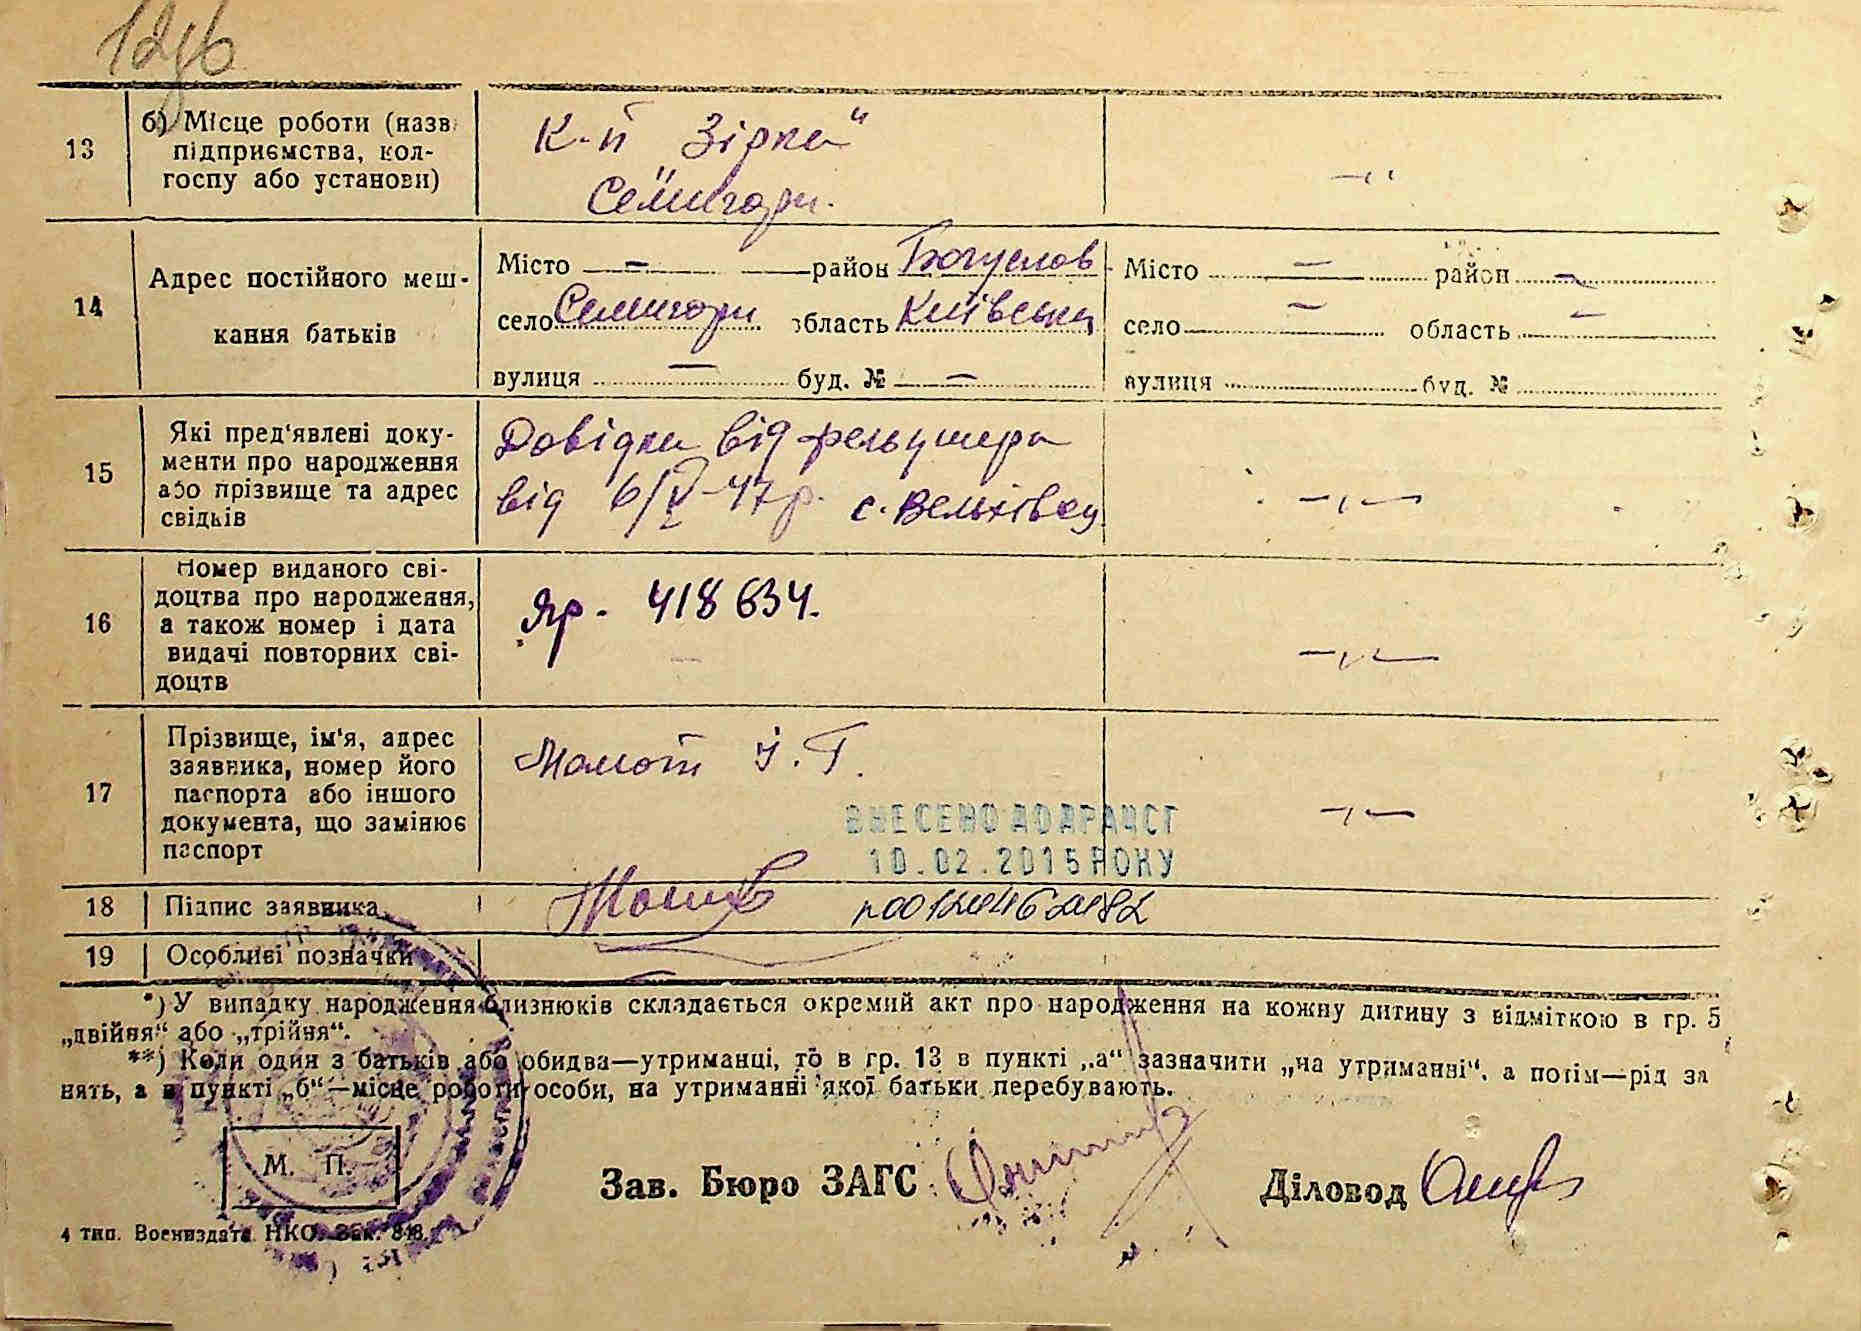 13
б) Місце роботи (назв
підприємства, кол-
госпу або установи)
К-п „Зірка"
Семигори.
—〃
14
Адрес постійного меш-
кання батьків
Місто — район Богуслов
село Семигори область Київська
вулиця — буд. № —
Місто — район —
село — область —
вулиця буд. №
15
Які пред'явлені доку-
менти про народження
або прізвище та адрес
свідків
Довідка від фельшера
від 6/V-47р. с. Вельхівец
—〃—
16
Номер виданого сві-
доцтва про народження,
а також номер і дата
видачі повторних сві-
доцтв
Яр. 418634.
—
—〃—
17
Прізвище, ім'я, адрес
заявника, номер його
паспорта або іншого
документа, що замінює
паспорт
Момот І. Г.
—〃—
ВНЕСЕНО ДО ДРАЦСГ
10.02.2015 РОКУ
18 Підпис заявника
19 Особливі позначки —
*) У випадку народження близнюків складається окремий акт про народження на кожну дитину з відміткою в гр. 5
„двійня" або „трійня".
**) Коли один з батьків або обидва—утриманці, то в гр. 13 в пункті „а" зазначити „на утриманні", а потім—рід за
нять, а в пункті „б"—місце роботи особи, на утриманні якої батьки перебувають.
М. П.
Зав. Бюро ЗАГС
Діловод
4 тип. Воениздата НКО. Зак. 818.